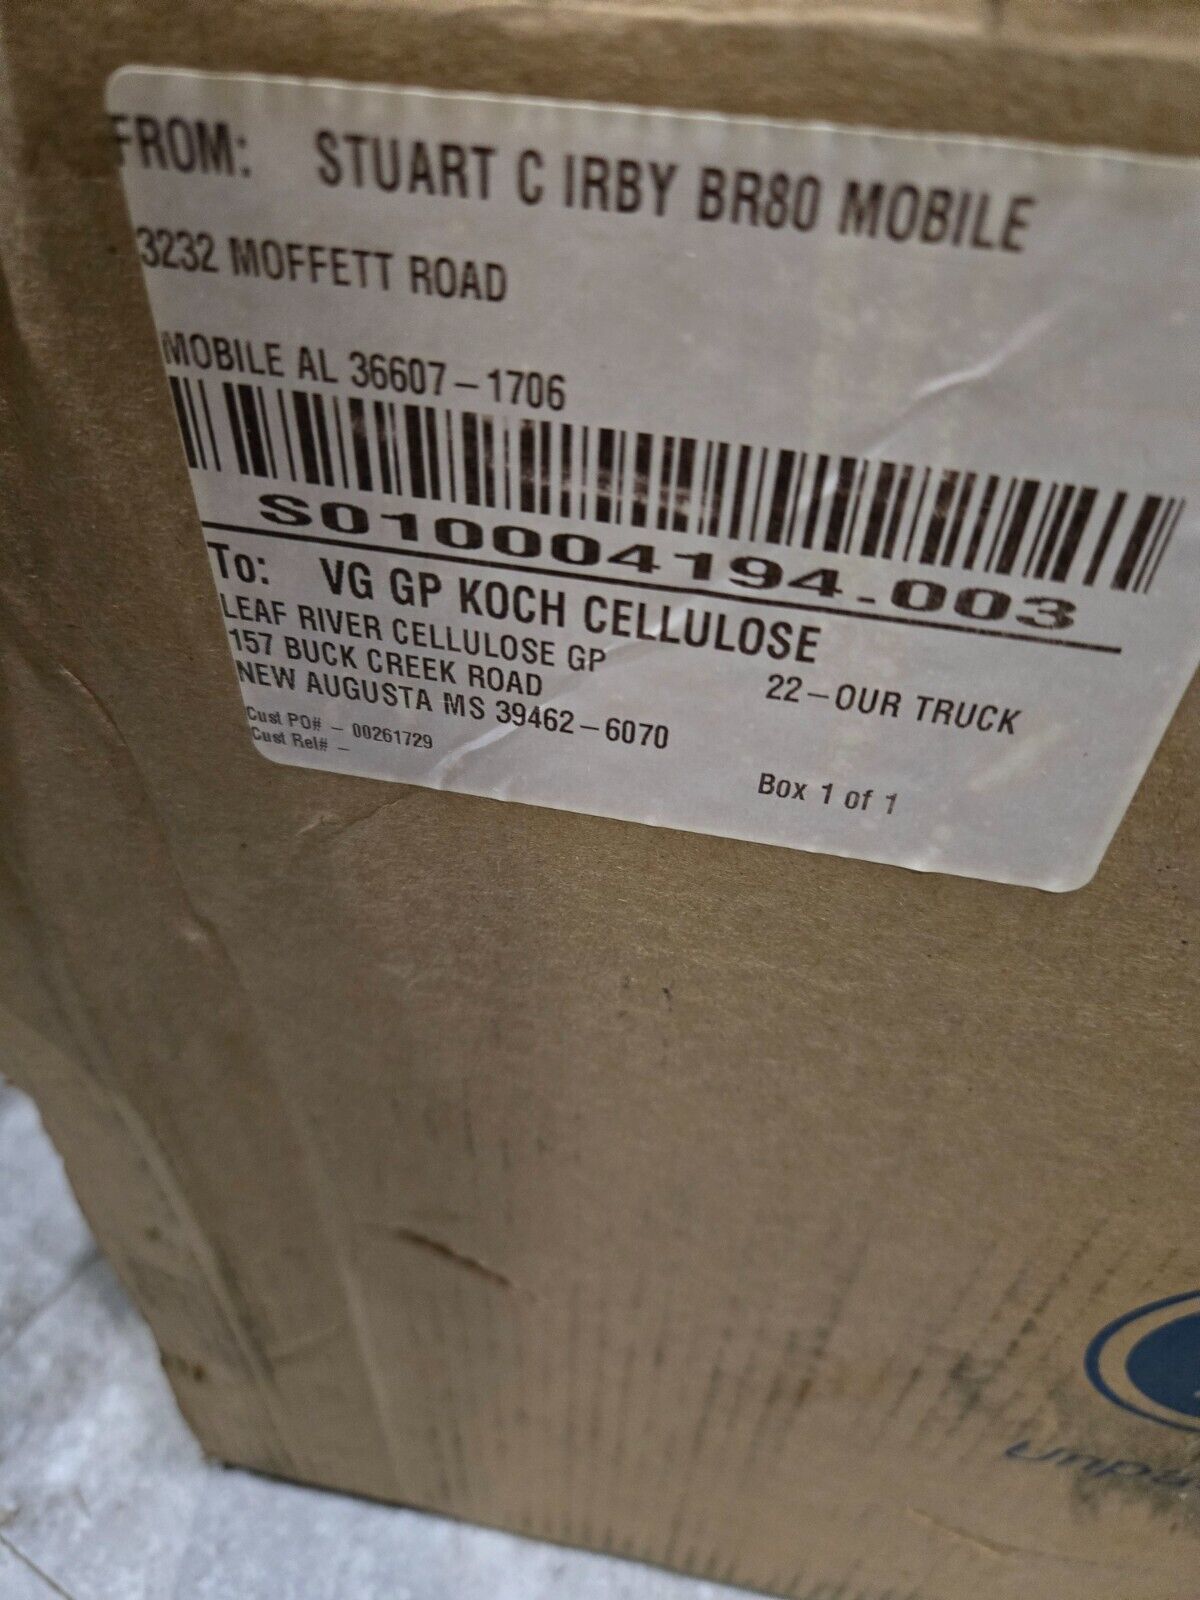 FROM: STUART C IRBY BR80 MOBILE
3232 MOFFETT ROAD
MOBILE AL 36607-1706
S010004194.003
To: VG GP KOCH CELLULOSE
LEAF RIVER CELLULOSE GP
157 BUCK CREEK ROAD
22-OUR TRUCK
NEW AUGUSTA MS 39462-6070
Cust PO# - 00261729
Cust Rel# -
Box 1 of 1